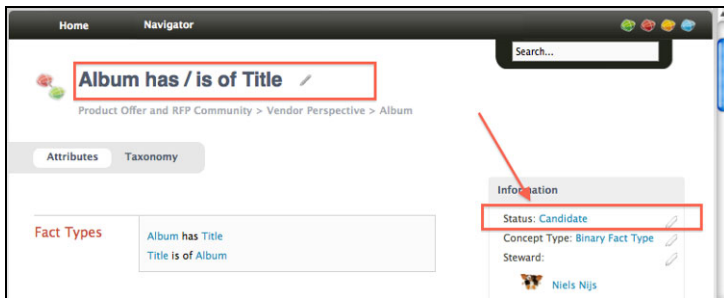 Home Navigator
Search...
Album has / is of Title
Product Offer and RFP Community > Vendor Perspective > Album
Attributes Taxonomy
Information
Status: Candidate
Fact Types
Album has Title
Title is of Album
Concept Type: Binary Fact Type
Steward:
Niels Nijs